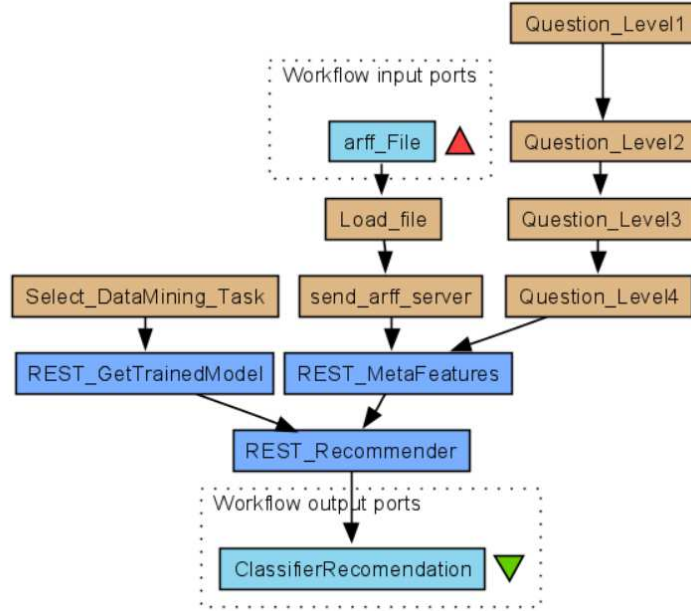 Question_Level1
Workflow input ports
arff_File
Question_Level2
Load_file
Question_Level3
Select_DataMining_Task
send_arff_server
Question_Level4
REST_GetTrainedModel
REST_MetaFeatures
REST_Recommender
Workflow output ports
ClassifierRecomendation